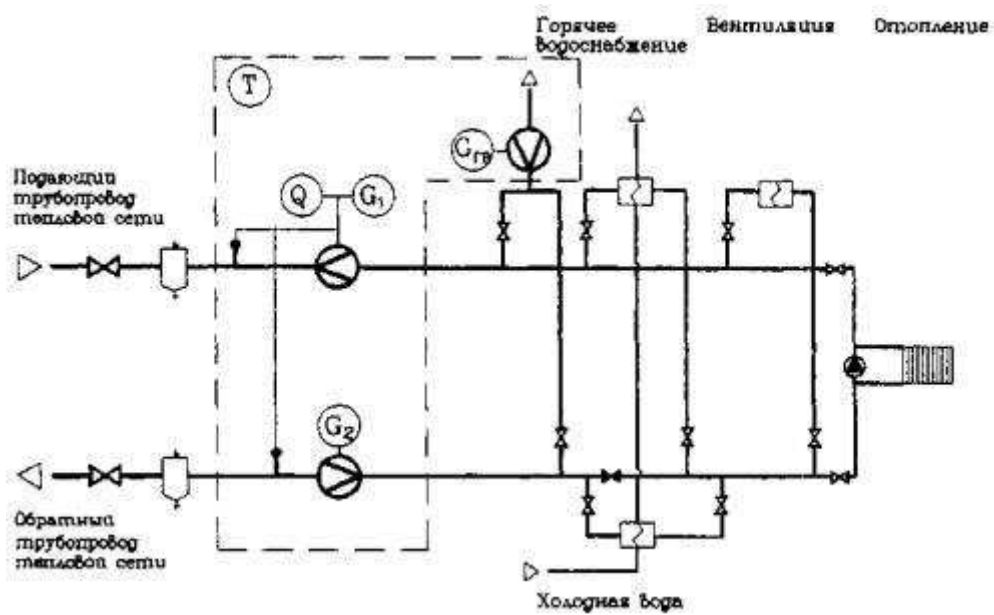 Горячее
водоснабжение
Вентиляция
Отопление
T
Gгв
Подающий
трубопровод
тепловой сети
Q
G1
G2
Обратный
трубопровод
тепловой сети
Холодная вода